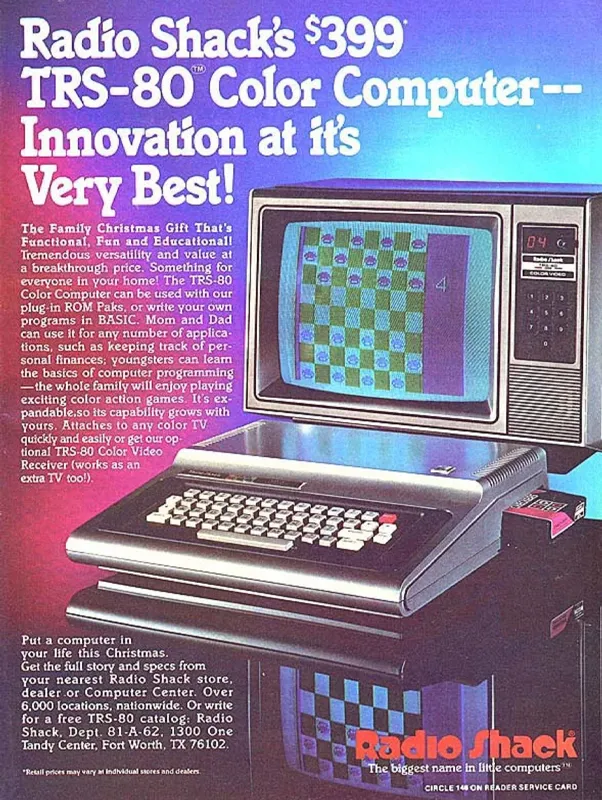 Radio Shack's $399*
TRS-80™ Color Computer--
Innovation at it's
Very Best!
The Family Christmas Gift That's
Functional, Fun and Educational!
Tremendous versatility and value at
a breakthrough price. Something for
everyone in your home! The TRS-80
Color Computer can be used with our
plug-in ROM Paks, or write your own
programs in BASIC. Mom and Dad
can use it for any number of applica-
tions, such as keeping track of per-
sonal finances; youngsters can learn
the basics of computer programming
—the whole family will enjoy playing
exciting color action games. It's ex-
pandable,so its capability grows with
yours. Attaches to any color TV
quickly and easily or get our op-
tional TRS-80 Color Video
Receiver (works as an
extra TV too!).
04
Radio Shack
COLOR VIDEO
4
Put a computer in
your life this Christmas.
Get the full story and specs from
your nearest Radio Shack store,
dealer or Computer Center. Over
6,000 locations, nationwide. Or write
for a free TRS-80 catalog: Radio
Shack, Dept. 81-A-62, 1300 One
Tandy Center, Fort Worth, TX 76102.
*Retail prices may vary at individual stores and dealers.
Radio Shack®
The biggest name in little computers™
CIRCLE 148 ON READER SERVICE CARD